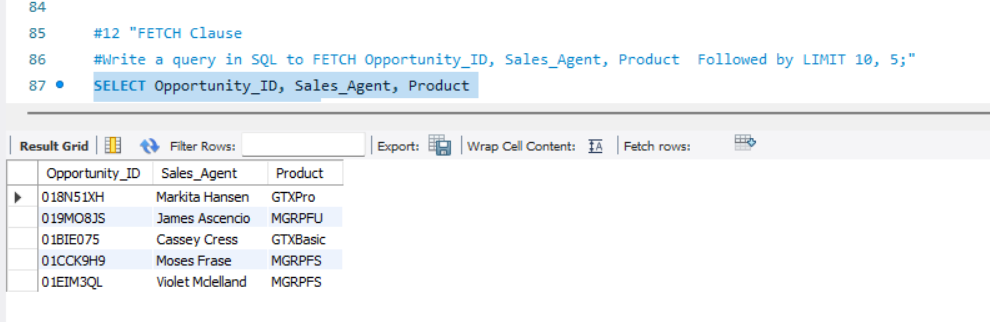 84
85 #12 "FETCH Clause
86 #Write a query in SQL to FETCH Opportunity_ID, Sales_Agent, Product Followed by LIMIT 10, 5;"
87 SELECT Opportunity_ID, Sales_Agent, Product
Result Grid Filter Rows: Export: Wrap Cell Content: IA Fetch rows:
Opportunity_ID Sales_Agent Product
018N51XH Markita Hansen GTXPro
019MO8JS James Ascencio MGRPFU
01BIE075 Cassey Cress GTXBasic
01CCK9H9 Moses Frase MGRPFS
01EIM3QL Violet Mclelland MGRPFS